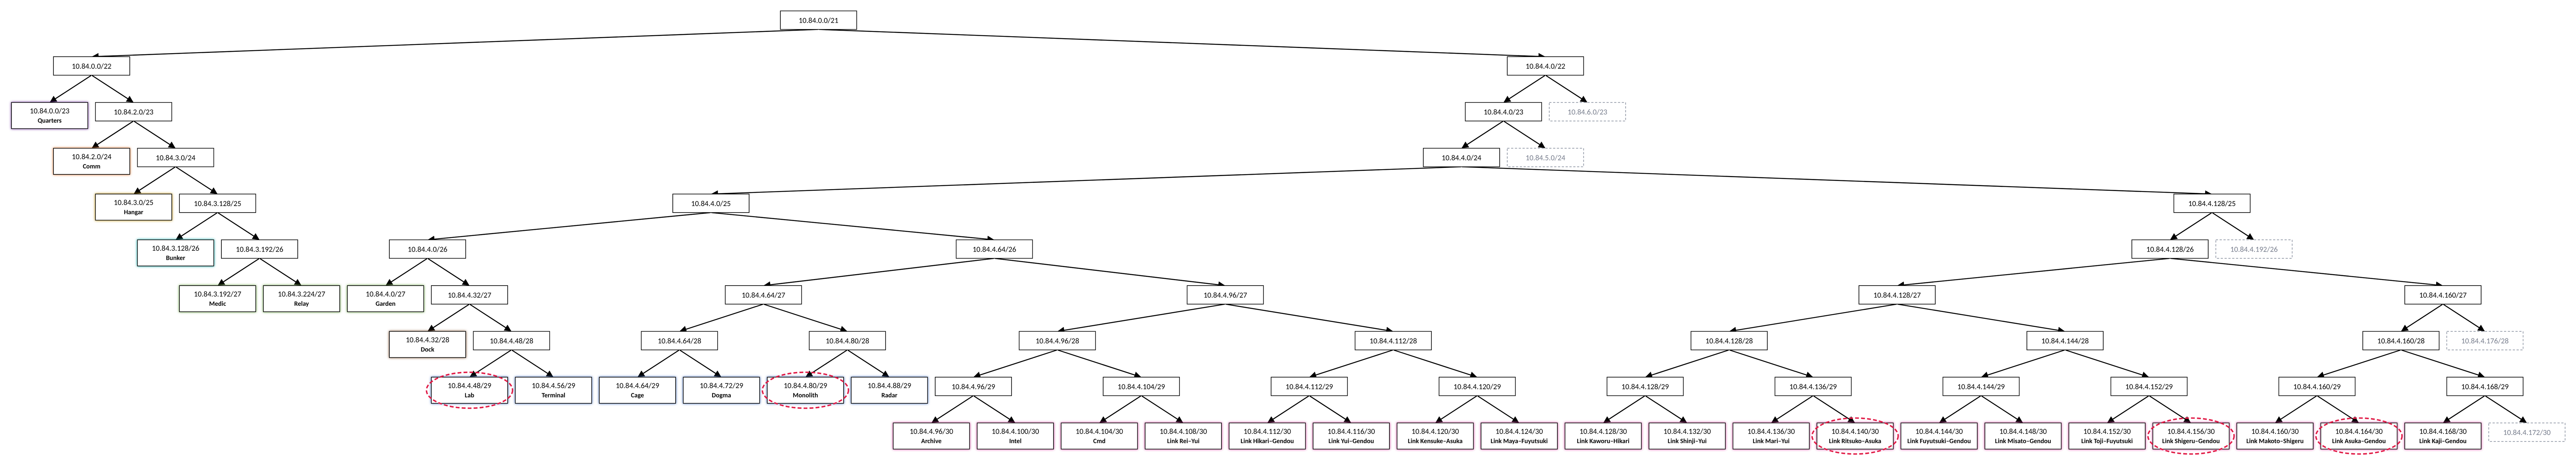 10.84.0.0/21
10.84.0.0/22
10.84.4.0/22
10.84.0.0/23
Quarters
10.84.2.0/23
10.84.4.0/23
10.84.6.0/23
10.84.2.0/24
Comm
10.84.3.0/24
10.84.4.0/24
10.84.5.0/24
10.84.3.0/25
Hangar
10.84.3.128/25
10.84.4.0/25
10.84.4.128/25
10.84.3.128/26
Bunker
10.84.3.192/26
10.84.4.0/26
10.84.4.64/26
10.84.4.128/26
10.84.4.192/26
10.84.3.192/27
Medic
10.84.3.224/27
Relay
10.84.4.0/27
Garden
10.84.4.32/27
10.84.4.64/27
10.84.4.96/27
10.84.4.128/27
10.84.4.160/27
10.84.4.32/28
Dock
10.84.4.48/28
10.84.4.64/28
10.84.4.80/28
10.84.4.96/28
10.84.4.112/28
10.84.4.128/28
10.84.4.144/28
10.84.4.160/28
10.84.4.176/28
10.84.4.48/29
Lab
10.84.4.56/29
Terminal
10.84.4.64/29
Cage
10.84.4.72/29
Dogma
10.84.4.80/29
Monolith
10.84.4.88/29
Radar
10.84.4.96/29
10.84.4.104/29
10.84.4.112/29
10.84.4.120/29
10.84.4.128/29
10.84.4.136/29
10.84.4.144/29
10.84.4.152/29
10.84.4.160/29
10.84.4.168/29
10.84.4.96/30
Archive
10.84.4.100/30
Intel
10.84.4.104/30
Cmd
10.84.4.108/30
Link Rei–Yui
10.84.4.112/30
Link Hikari–Gendou
10.84.4.116/30
Link Yui–Gendou
10.84.4.120/30
Link Kensuke–Asuka
10.84.4.124/30
Link Maya–Fuyutsuki
10.84.4.128/30
Link Kaworu–Hikari
10.84.4.132/30
Link Shinji–Yui
10.84.4.136/30
Link Mari–Yui
10.84.4.140/30
Link Ritsuko–Asuka
10.84.4.144/30
Link Fuyutsuki–Gendou
10.84.4.148/30
Link Misato–Gendou
10.84.4.152/30
Link Toji–Fuyutsuki
10.84.4.156/30
Link Shigeru–Gendou
10.84.4.160/30
Link Makoto–Shigeru
10.84.4.164/30
Link Asuka–Gendou
10.84.4.168/30
Link Kaji–Gendou
10.84.4.172/30